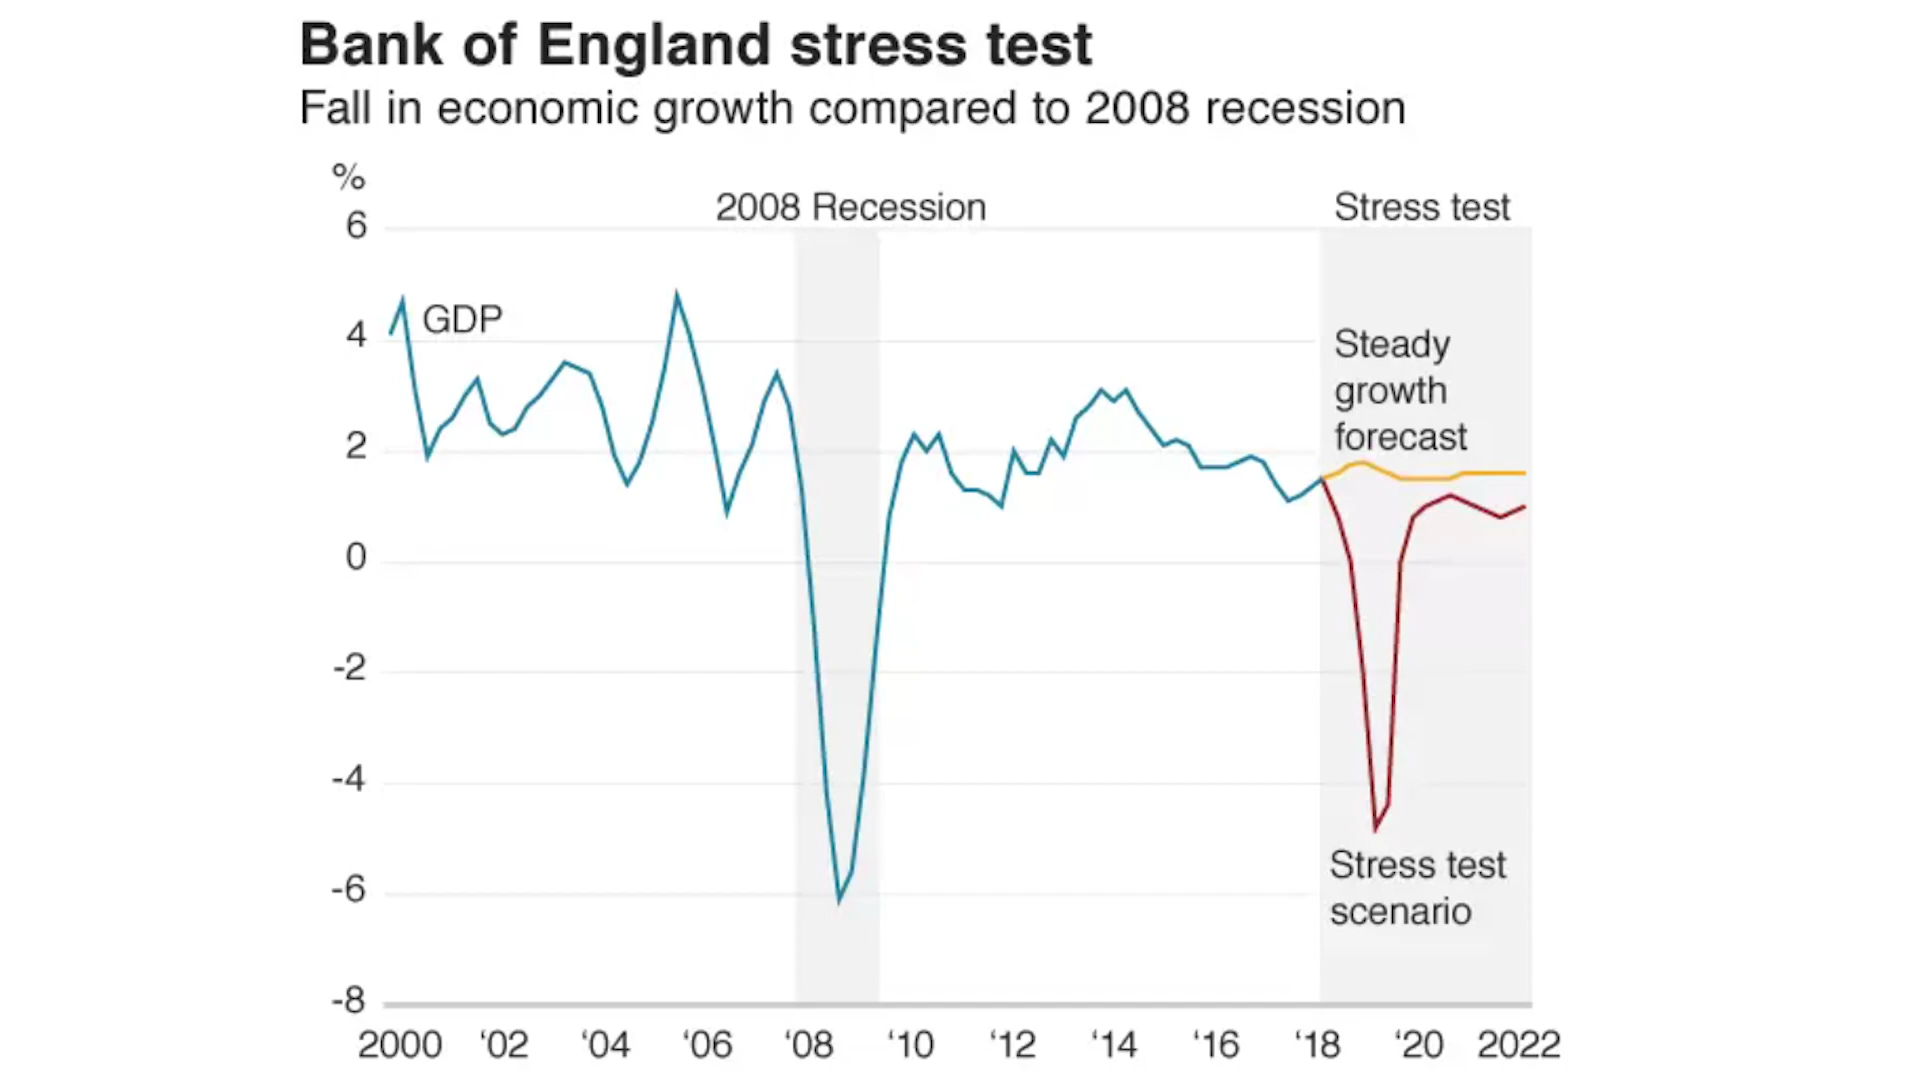 Bank of England stress test
Fall in economic growth compared to 2008 recession
%
2008 Recession
Stress test
6
GDP
4
Steady
growth
forecast
2
0
-2
-4
Stress test
scenario
-6
-8
2000 ‘02 ‘04 ‘06 ‘08 ‘10 ‘12 ‘14 ‘16 ‘18 ‘20 2022